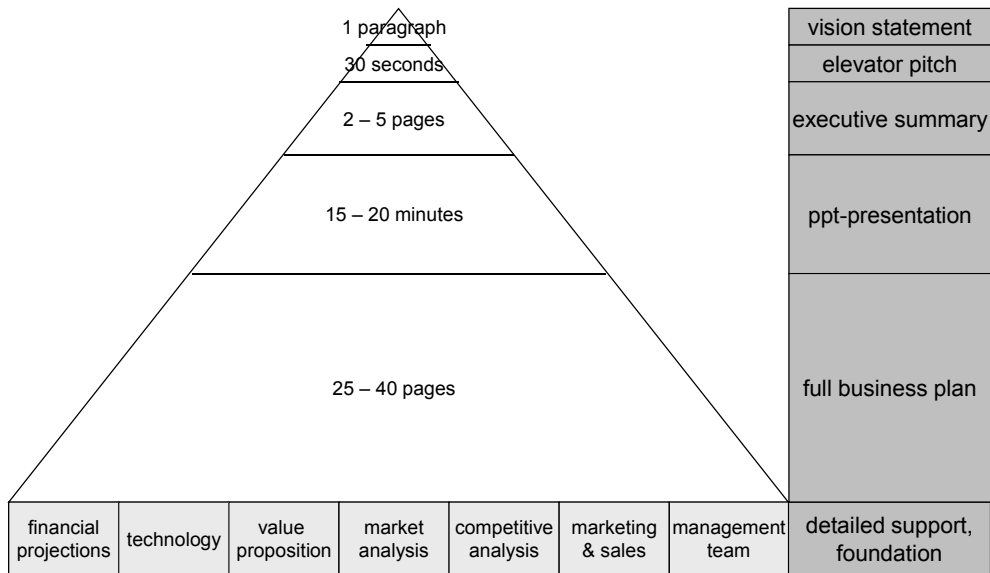 1 paragraph
vision statement
30 seconds
elevator pitch
2 – 5 pages
executive summary
15 – 20 minutes
ppt-presentation
25 – 40 pages
full business plan
financial
projections
technology
value
proposition
market
analysis
competitive
analysis
marketing
& sales
management
team
detailed support,
foundation